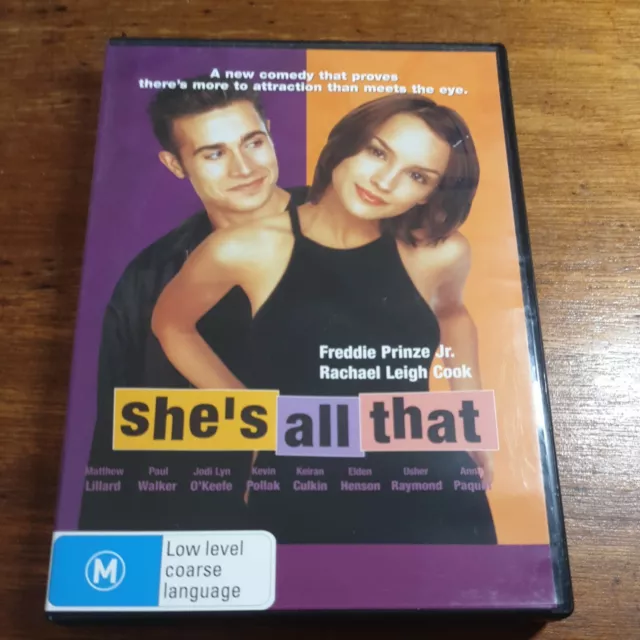 A new comedy that proves
there's more to attraction than meets the eye.
Freddie Prinze Jr.
Rachael Leigh Cook
she's all that
Matthew Paul Jodi Lyn Kevin Keiran Elden Usher Anna
Lillard Walker O'Keefe Pollak Culkin Henson Raymond Paquin
M
Low level
coarse
language